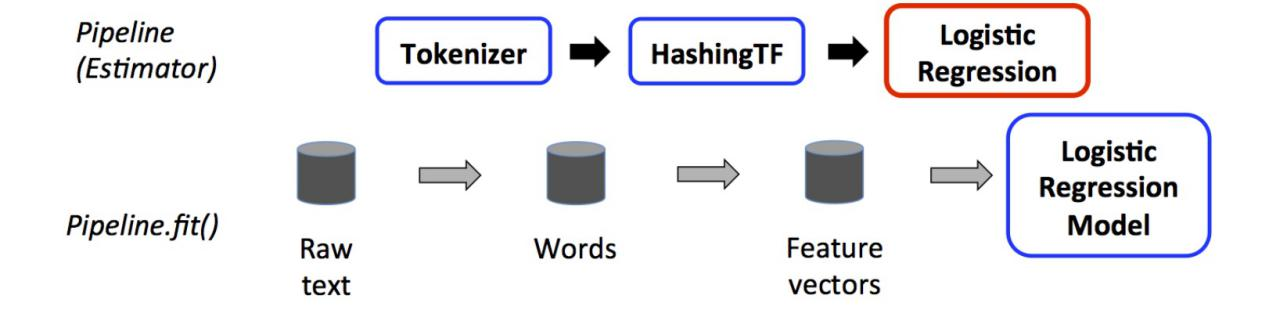 Pipeline
(Estimator)
Tokenizer
HashingTF
Logistic
Regression
Pipeline.fit()
Raw
text
Words
Feature
vectors
Logistic
Regression
Model